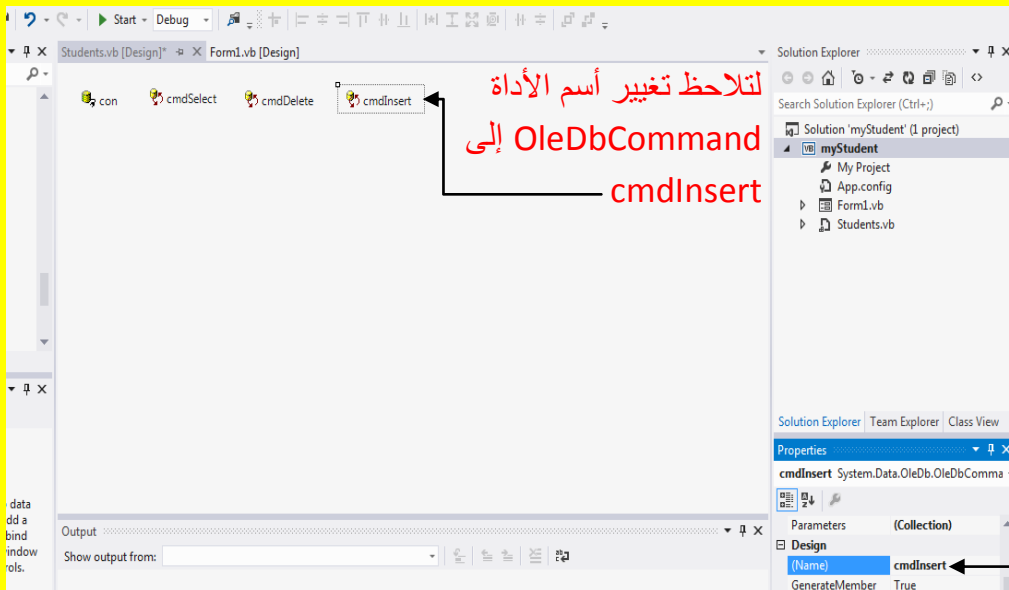 Start
Debug
Students.vb [Design]*
Form1.vb [Design]
con
cmdSelect
cmdDelete
cmdInsert
لتلاحظ تغيير أسم الأداة
OleDbCommand إلى
cmdInsert
Solution Explorer
Search Solution Explorer (Ctrl+;)
Solution 'myStudent' (1 project)
VB myStudent
My Project
App.config
Form1.vb
Students.vb
Solution Explorer Team Explorer Class View
Properties
cmdInsert System.Data.OleDb.OleDbComma
Parameters (Collection)
Design
(Name) cmdInsert
GenerateMember True
data
dd a
bind
indow
rols.
Output
Show output from: